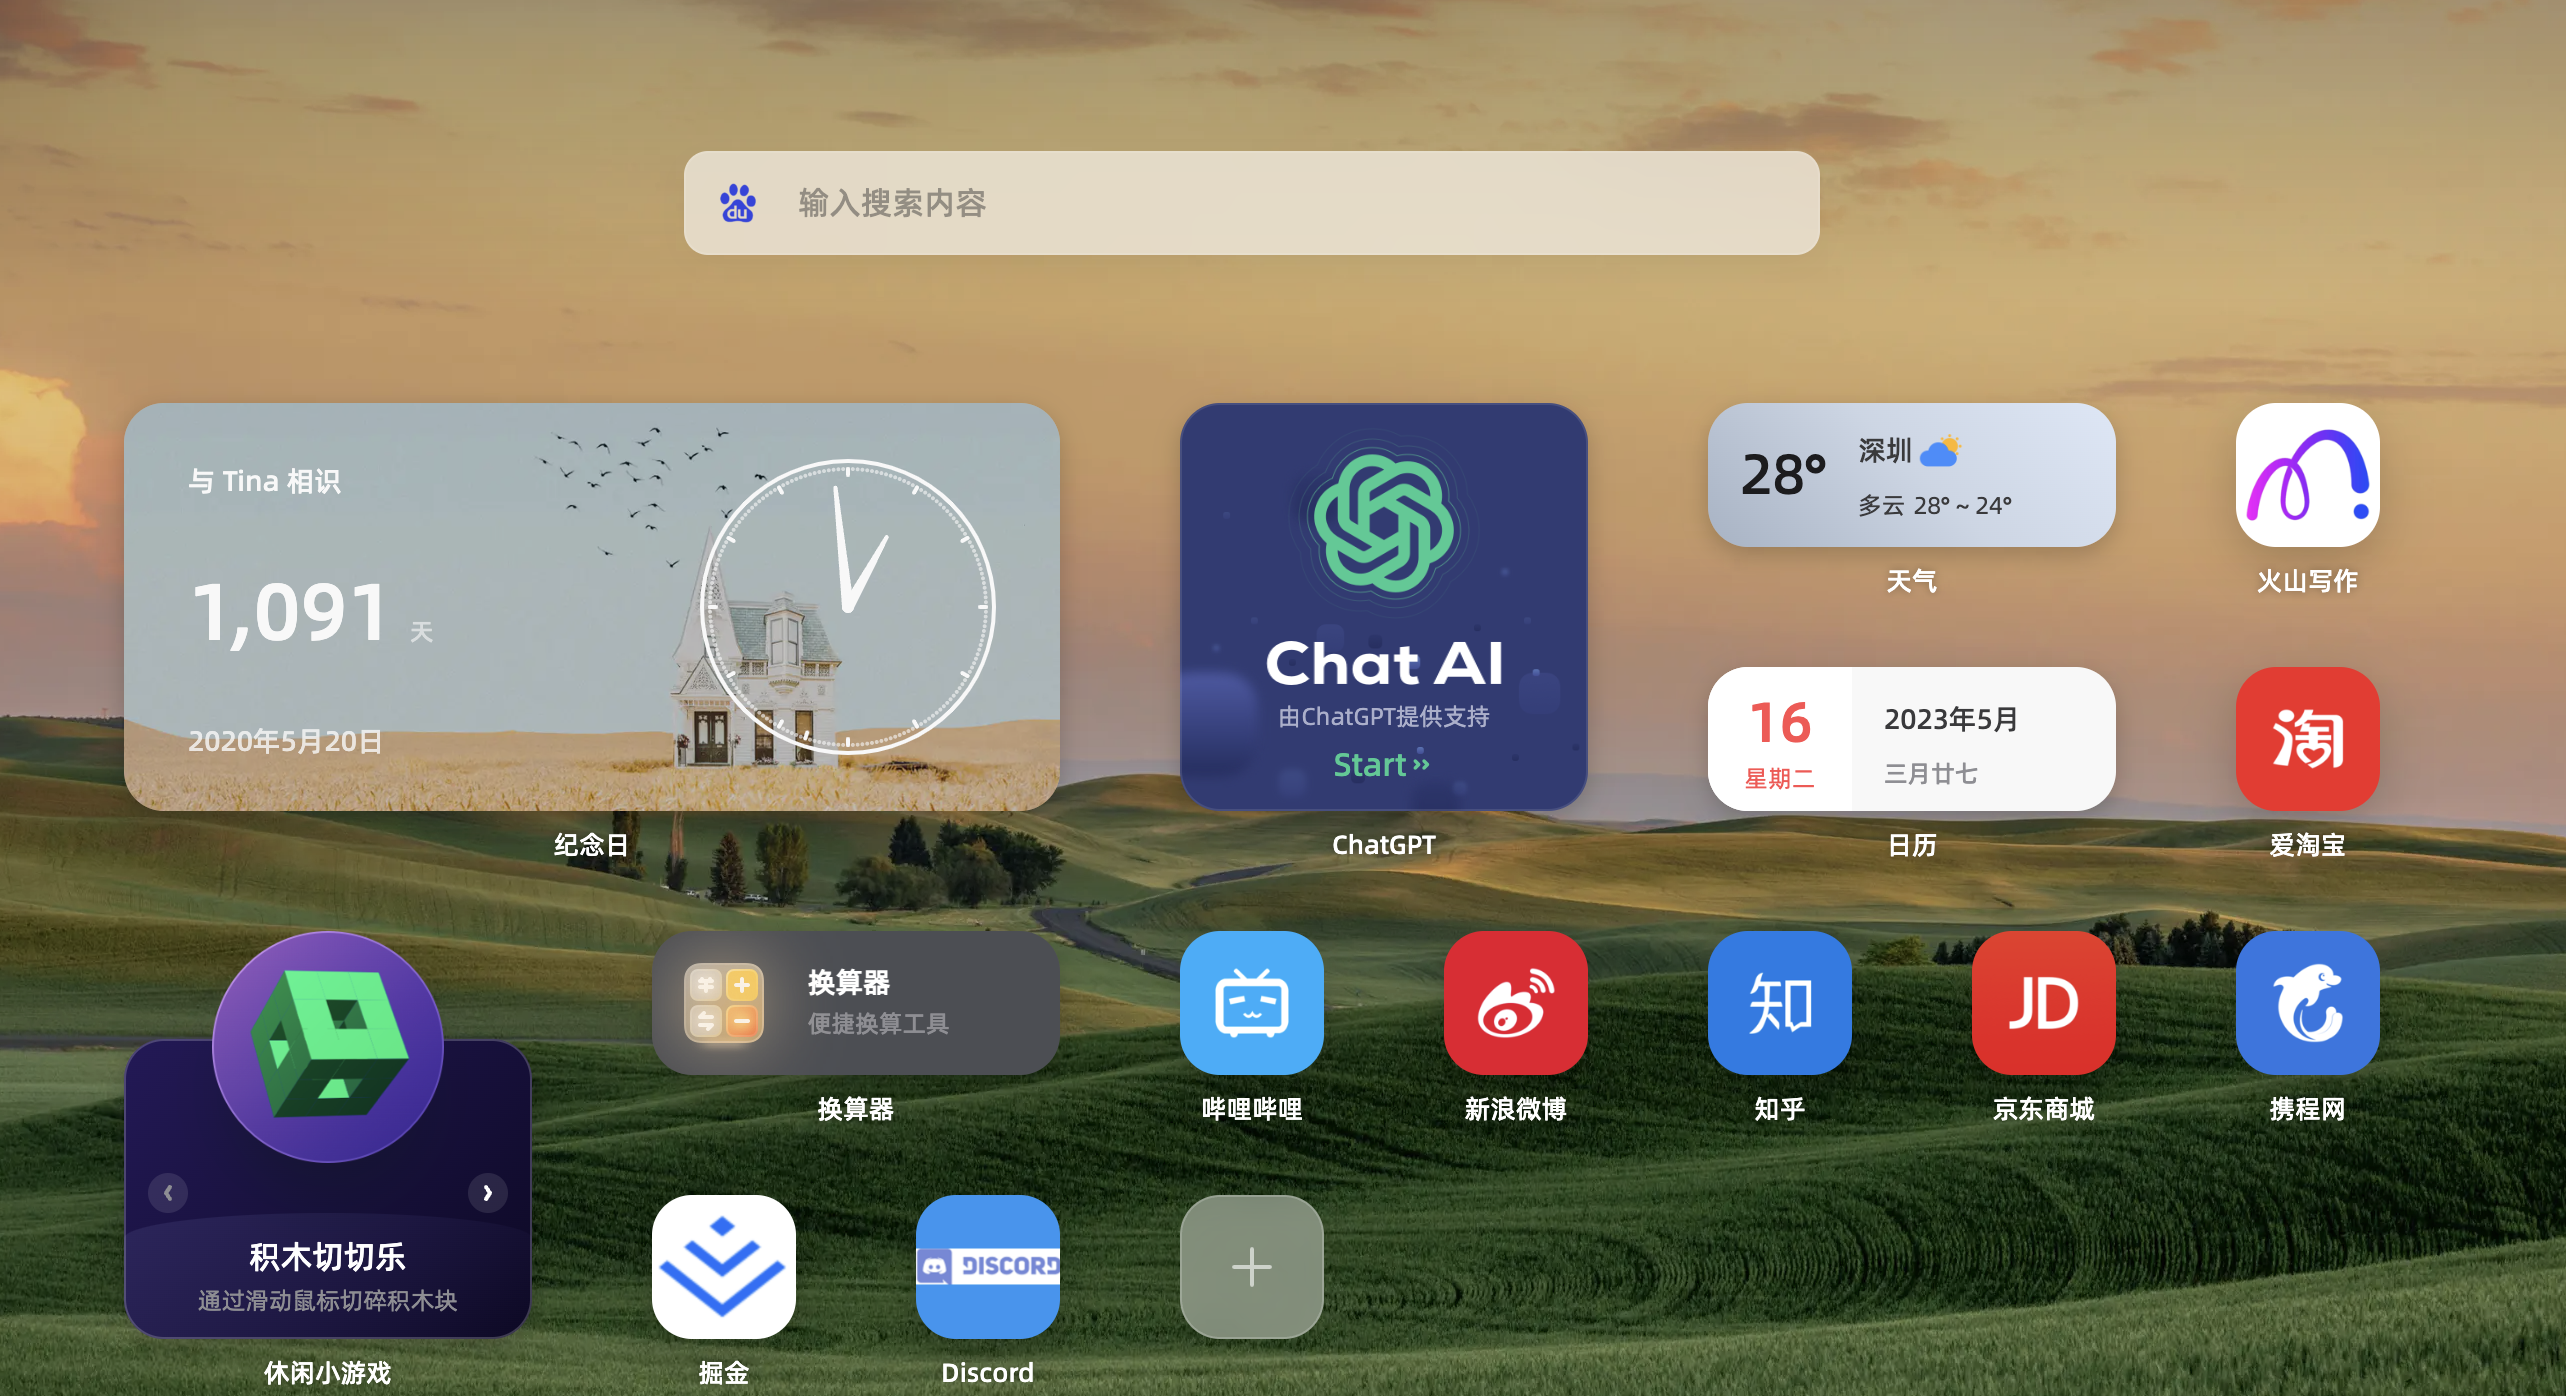 du
输入搜索内容
与 Tina 相识
1,091 天
2020年5月20日
纪念日
Chat AI
由ChatGPT提供支持
Start
ChatGPT
28°
深圳
多云 28° ~ 24°
天气
火山写作
16
星期二
2023年5月
三月廿七
日历
淘
爱淘宝
积木切切乐
通过滑动鼠标切碎积木块
休闲小游戏
换算器
便捷换算工具
换算器
哔哩哔哩
新浪微博
知
知乎
JD
京东商城
携程网
掘金
DISCORD
Discord